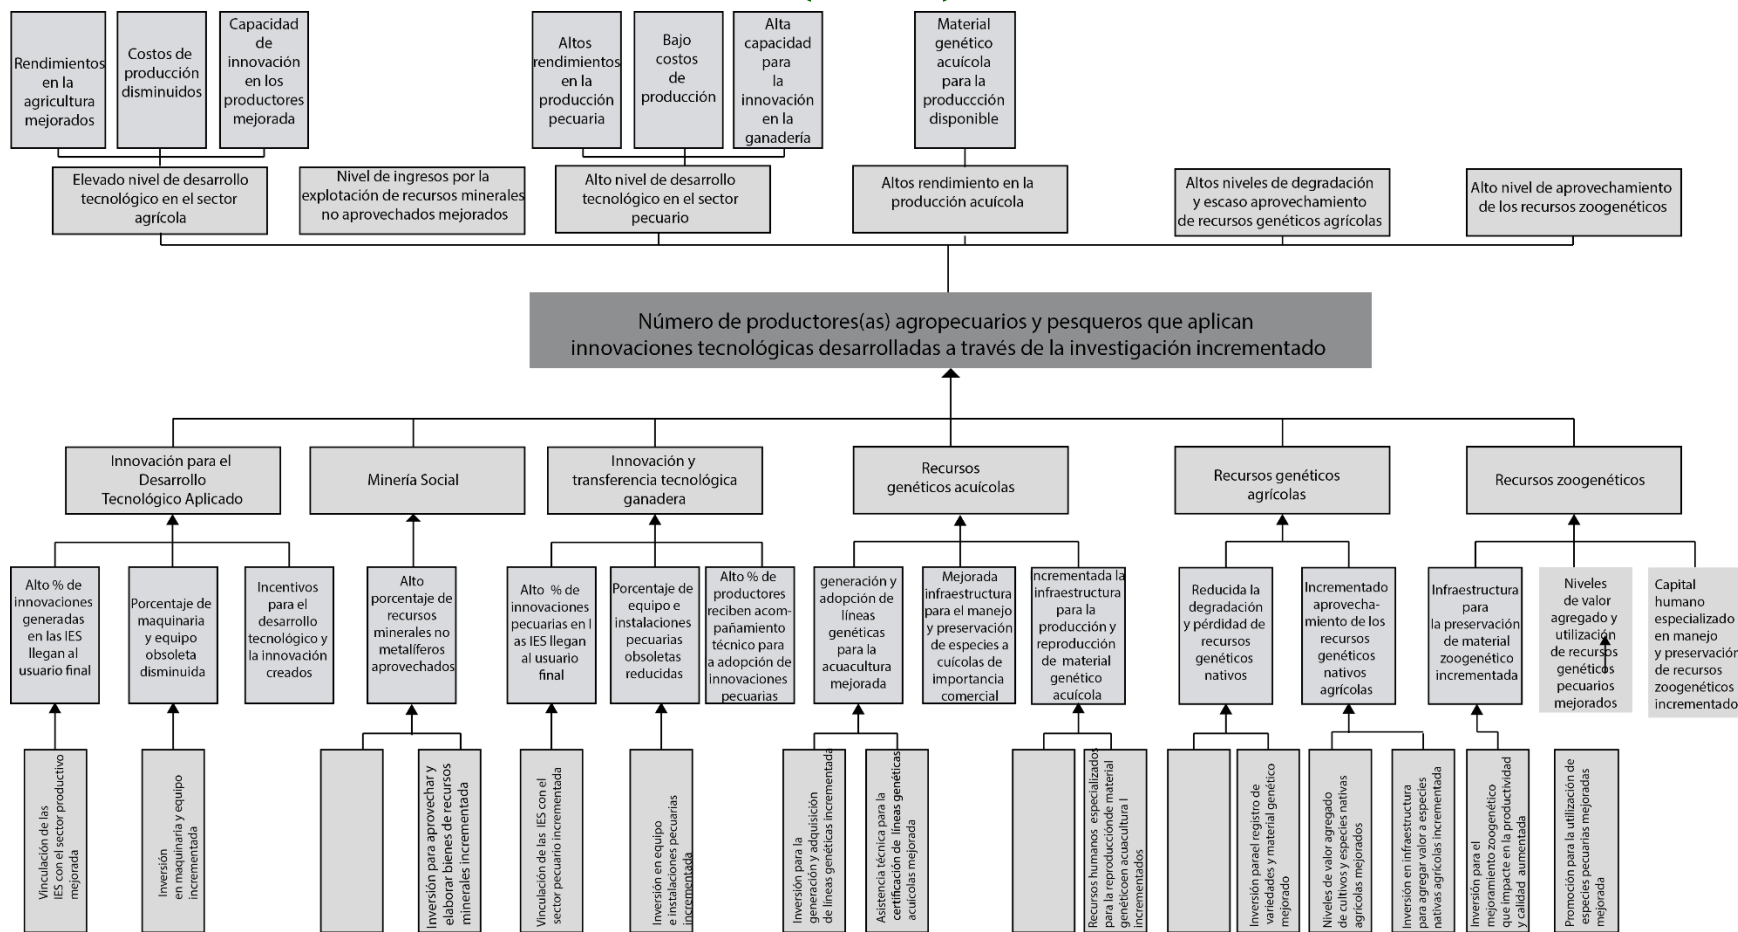 Rendimientos
en la
agricultura
mejorados
Costos de
producción
disminuidos
Capacidad
de
innovación
en los
productores
mejorada
Altos
rendimientos
en la
producción
pecuaria
Bajo
costos
de
producción
Alta
capacidad
para
la
innovación
en la
ganadería
Material
genético
acuícola
para la
produccción
disponible
Elevado nivel de desarrollo
tecnológico en el sector
agrícola
Nivel de ingresos por la
explotación de recursos minerales
no aprovechados mejorados
Alto nivel de desarrollo
tecnológico en el sector
pecuario
Altos rendimiento en la
producción acuícola
Altos niveles de degradación
y escaso aprovechamiento
de recursos genéticos agrícolas
Alto nivel de aprovechamiento
de los recursos zoogenéticos
Número de productores(as) agropecuarios y pesqueros que aplican
innovaciones tecnológicas desarrolladas a través de la investigación incrementado
Innovación para el
Desarrollo
Tecnológico Aplicado
Minería Social
Innovación y
transferencia tecnológica
ganadera
Recursos
genéticos acuícolas
Recursos genéticos
agrícolas
Recursos zoogenéticos
Alto % de
innovaciones
generadas
en las IES
llegan al
usuario final
Porcentaje de
maquinaria
y equipo
obsoleta
disminuida
Incentivos
para el
desarrollo
tecnológico y
la innovación
creados
Alto
porcentaje de
recursos
minerales no
metalíferos
aprovechados
Alto % de
innovaciones
pecuarias en l
as IES llegan
al usuario
final
Porcentaje de
equipo e
instalaciones
pecuarias
obsoletas
reducidas
Alto % de
productores
reciben acom-
pañamiento
técnico para
a adopción de
innovaciones
pecuarias
generación y
adopción de
líneas
genéticas
para la
acuacultura
mejorada
Mejorada
infraestructura
para el manejo
y preservación
de especies a
cuícolas de
importancia
comercial
ncrementada la
infraestructura
para la
producción y
reproducción
de material
genético
acuícola
Reducida la
degradación
y pérdida de
recursos
genéticos
nativos
Incrementado
aprovecha-
miento de los
recursos
genéticos
nativos
agrícolas
Infraestructura
para
la preservación
de material
zoogenético
incrementada
Niveles
de valor
agregado y
utilización
de recursos
genéticos
pecuarios
mejorados
Capital
humano
especializado
en manejo
y preservación
de recursos
zoogenéticos
incrementado
Vinculación de las
IES con el sector productivo
mejorada
Inversión
en maquinaria y equipo
incrementada
Inversión para aprovechar y
elaborar bienes de recursos
minerales incrementada
Vinculación de las IES con el
sector pecuario incrementada
Inversión en equipo
e instalaciones pecuarias
incrementada
Inversión para la
generación y adquisición
de líneas genéticas incrementada
Asistencia técnica para la
certificación de líneas genéticas
acuícolas mejorada
Recursos humanos especializados
para la reproducciónde material
genéticoen acuacultura I
incrementados
Inversión parael registro de
variedades y material genético
mejorado
Niveles de valor agregado
de cultivos y especies nativas
agrícolas mejorados
Inversión en infraestructura
para agregar valor a especies
nativas agrícolas incrementada
Inversión para el
mejoramiento zoogenético
que impacte en la productividad
y calidad aumentada
Promoción para la utilización de
especies pecuarias mejoradas
mejorada